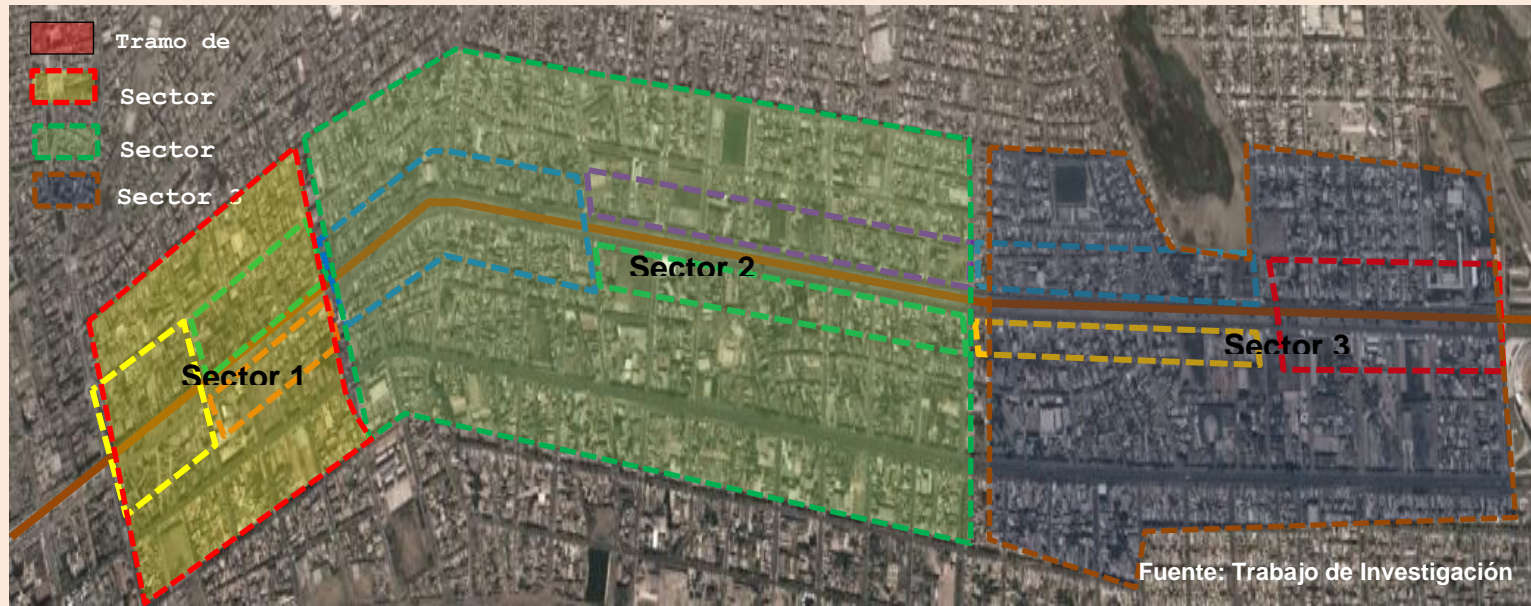 Tramo de
Sector
Sector
Sector 3
Sector 1
Sector 2
Sector 3
Fuente: Trabajo de Investigación